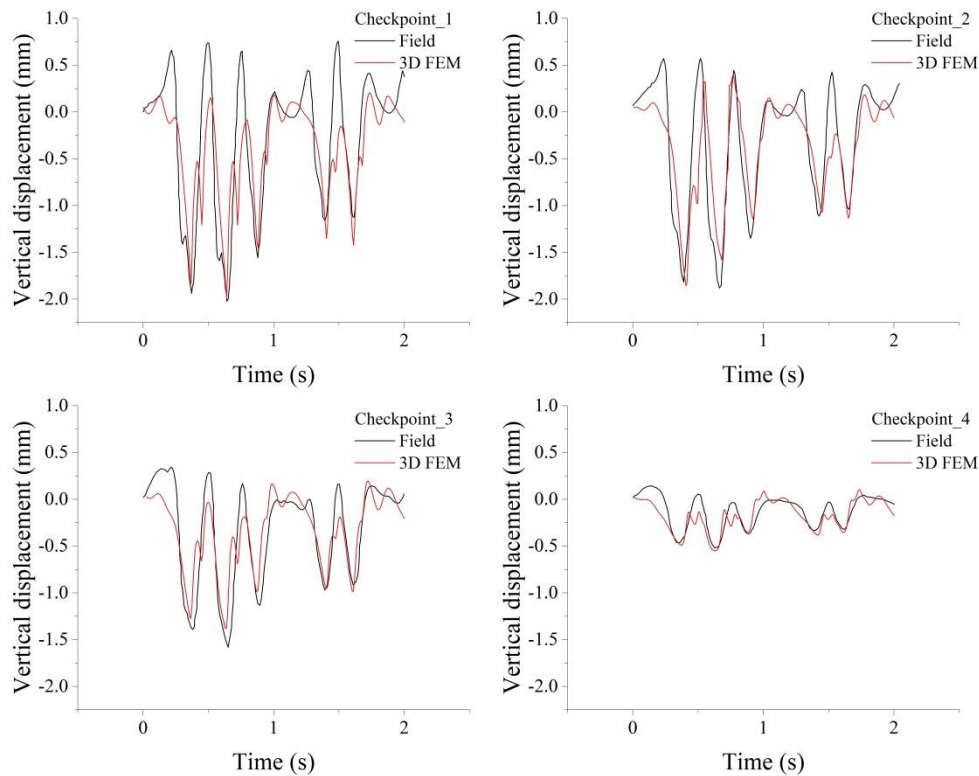 Checkpoint_1
Field
3D FEM
1.0
0.5
0.0
-0.5
-1.0
-1.5
-2.0
Vertical displacement (mm)
0 1 2
Time (s)
Checkpoint_2
Field
3D FEM
1.0
0.5
0.0
-0.5
-1.0
-1.5
-2.0
Vertical displacement (mm)
0 1 2
Time (s)
Checkpoint_3
Field
3D FEM
1.0
0.5
0.0
-0.5
-1.0
-1.5
-2.0
Vertical displacement (mm)
0 1 2
Time (s)
Checkpoint_4
Field
3D FEM
1.0
0.5
0.0
-0.5
-1.0
-1.5
-2.0
Vertical displacement (mm)
0 1 2
Time (s)